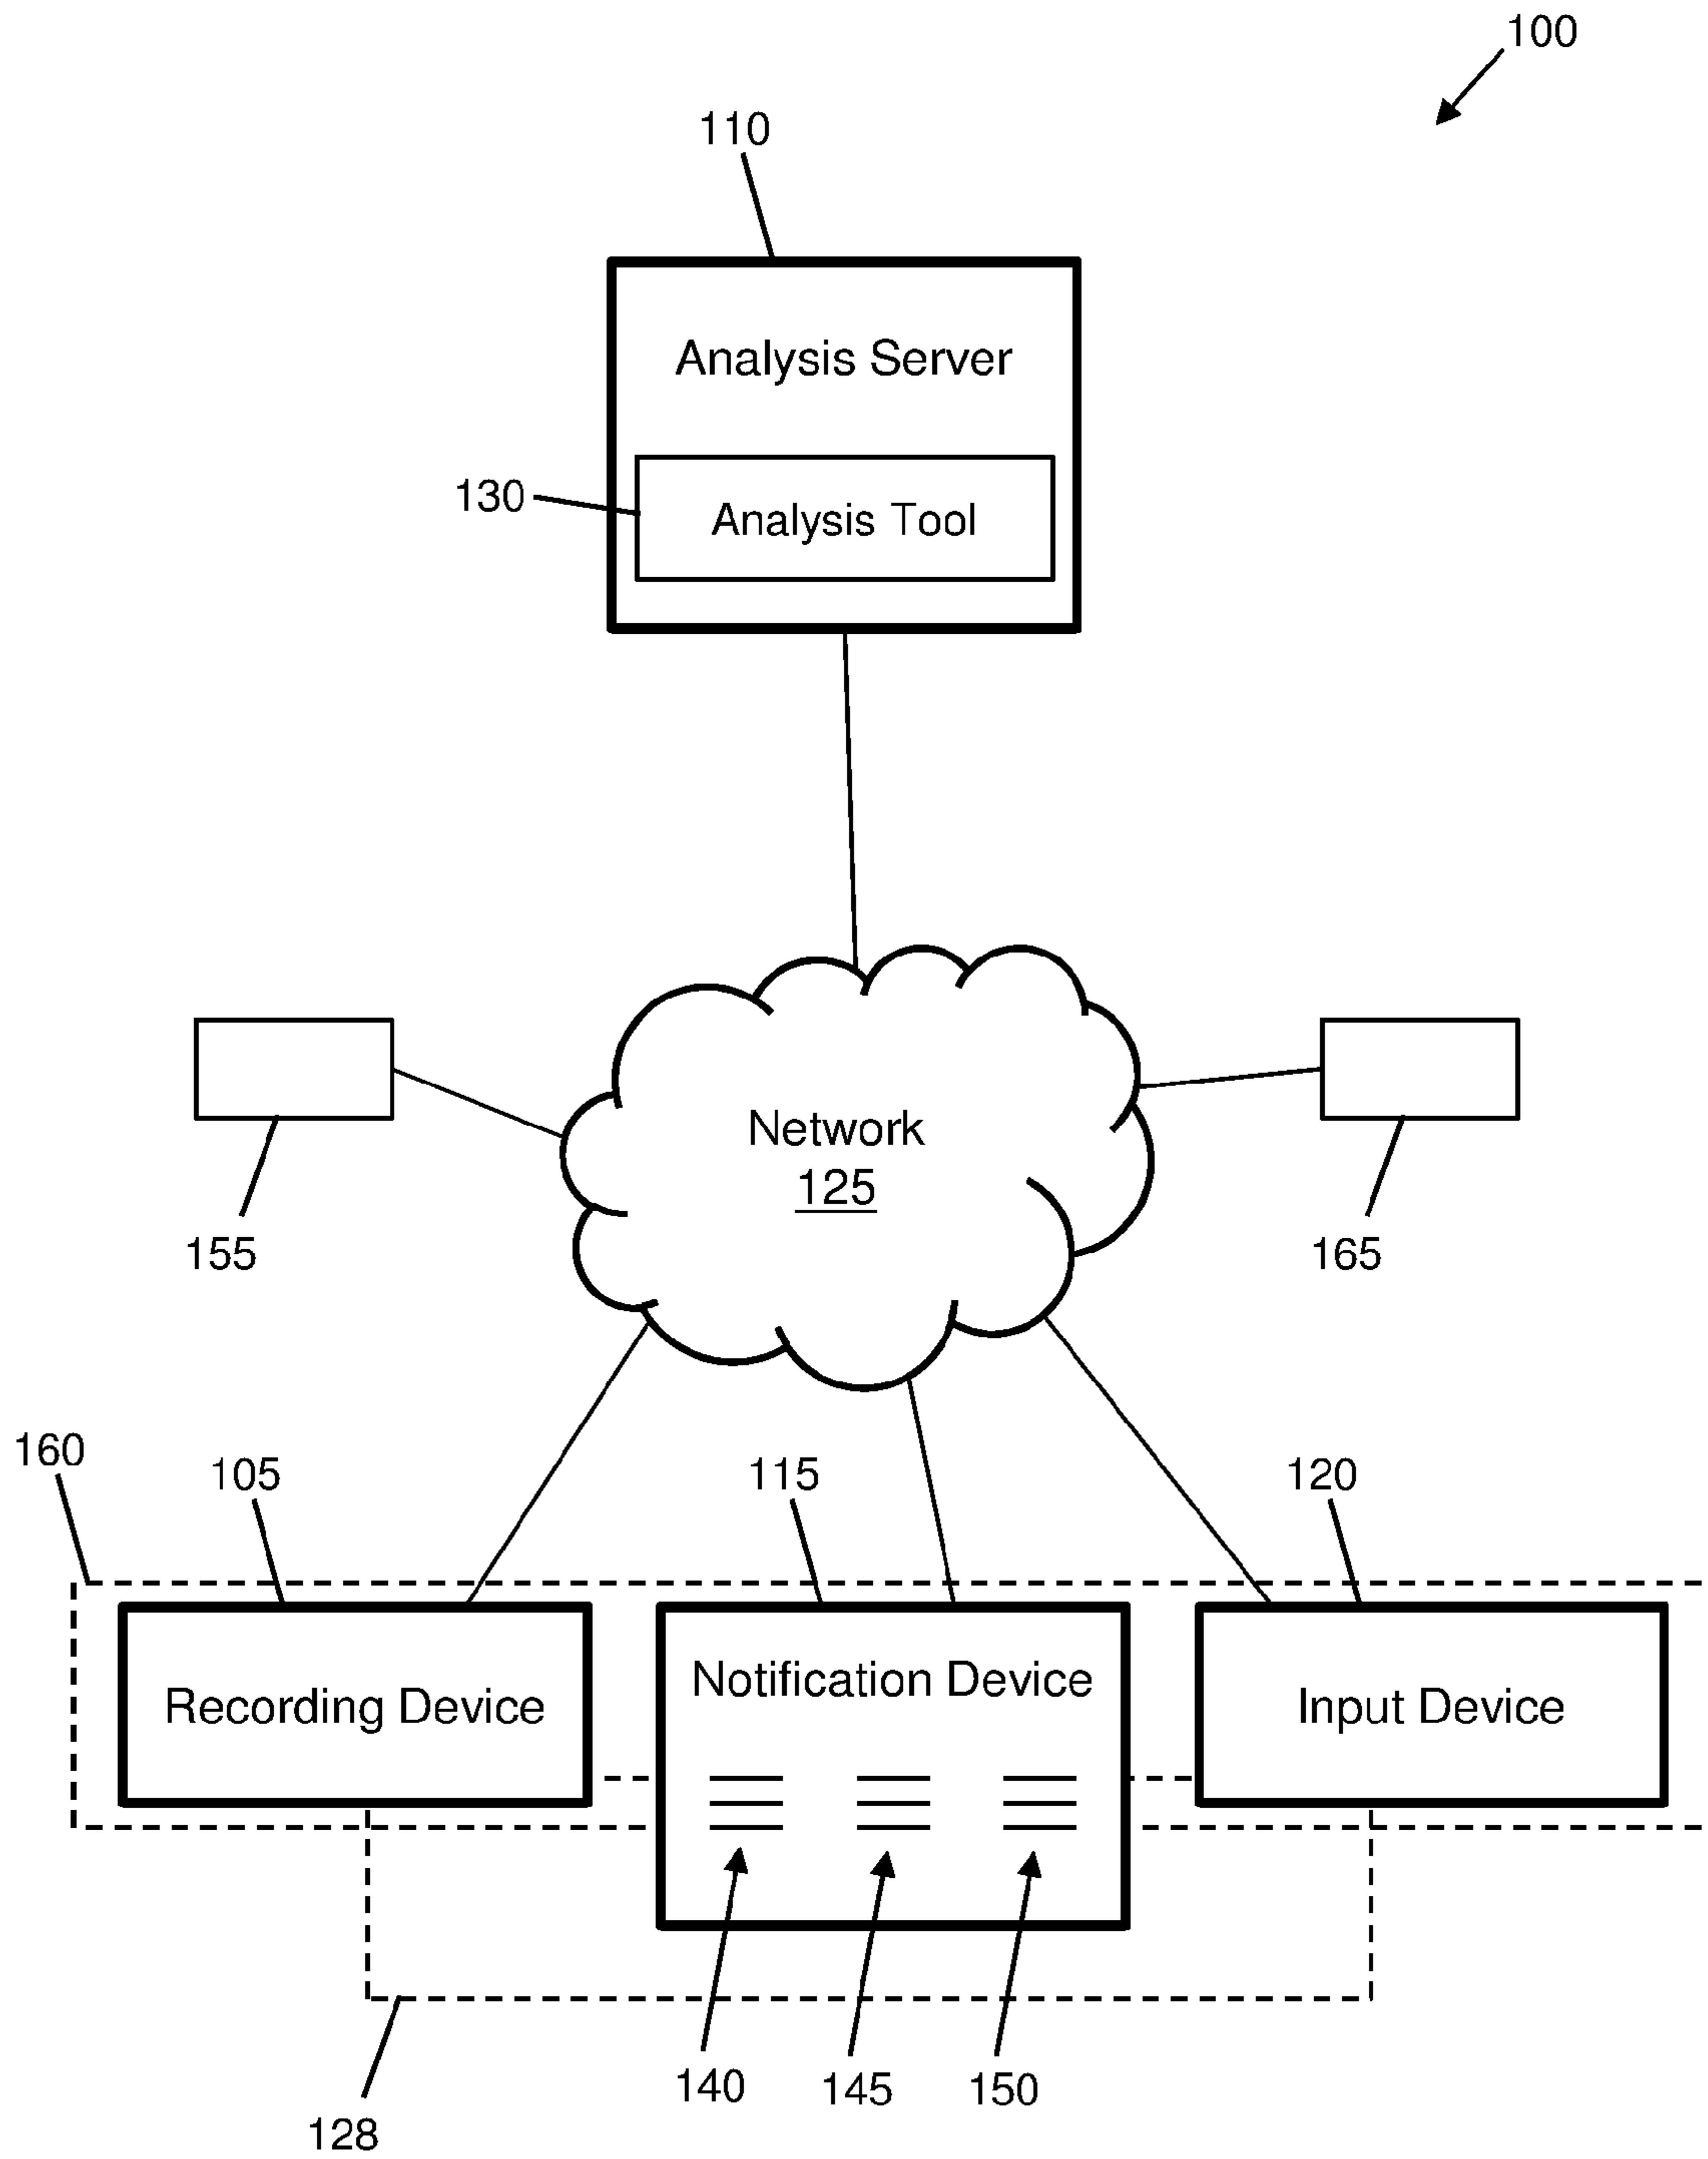 100
110
Analysis Server
130
Analysis Tool
Network
125
155
165
160
105
115
120
Recording Device
Notification Device
Input Device
140
145
150
128